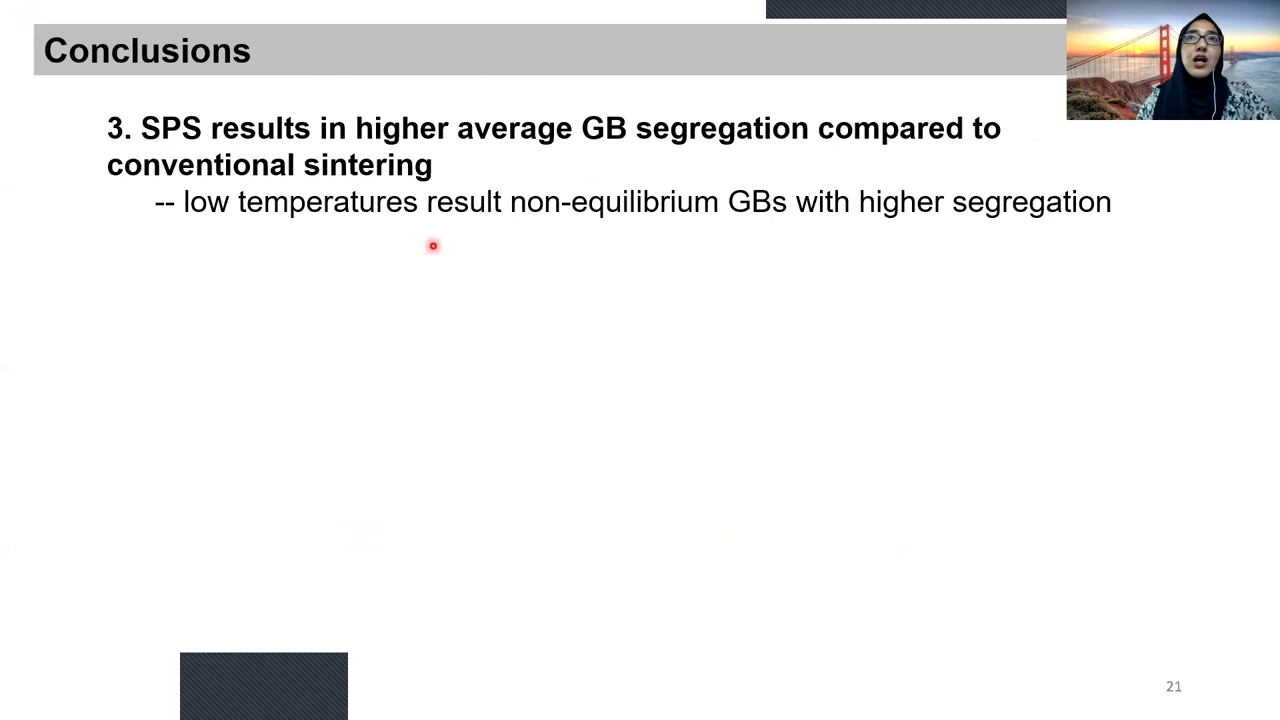 Conclusions
3. SPS results in higher average GB segregation compared to
conventional sintering
-- low temperatures result non-equilibrium GBs with higher segregation
21